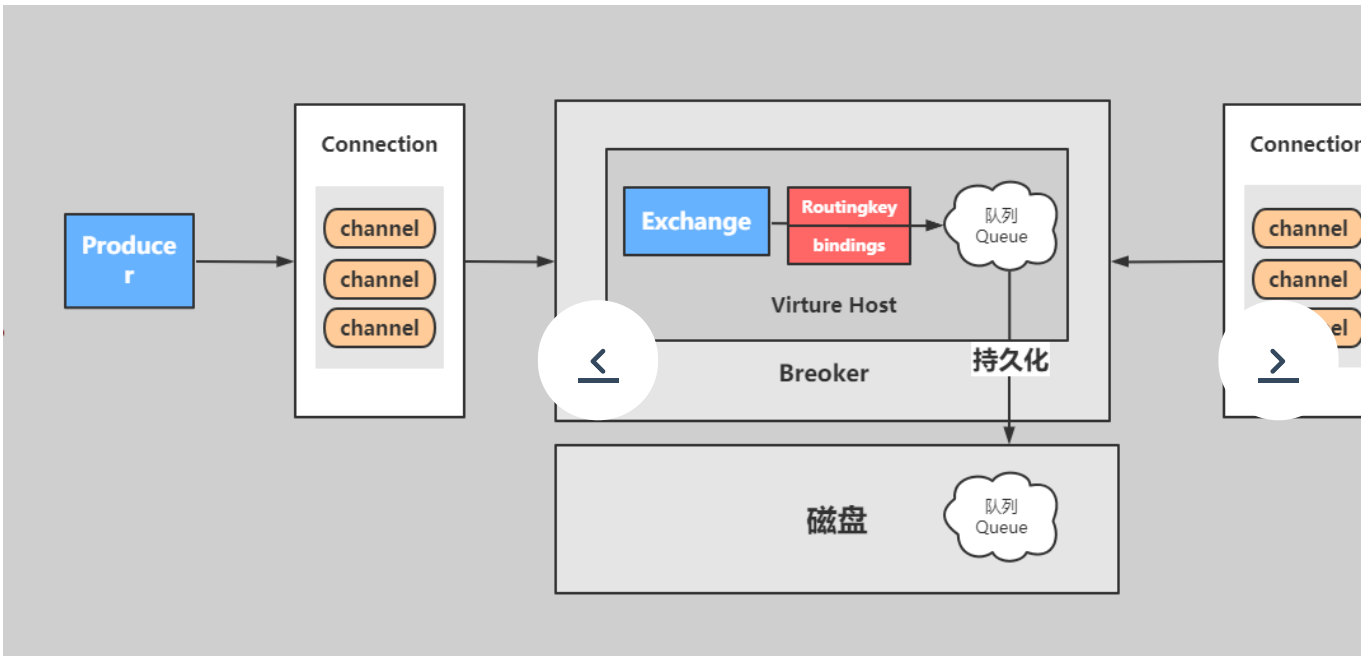 Produce
r
Connection
channel
channel
channel
Exchange
Routingkey
bindings
队列
Queue
Virture Host
持久化
Breoker
磁盘
队列
Queue
Connection
channel
channel
el